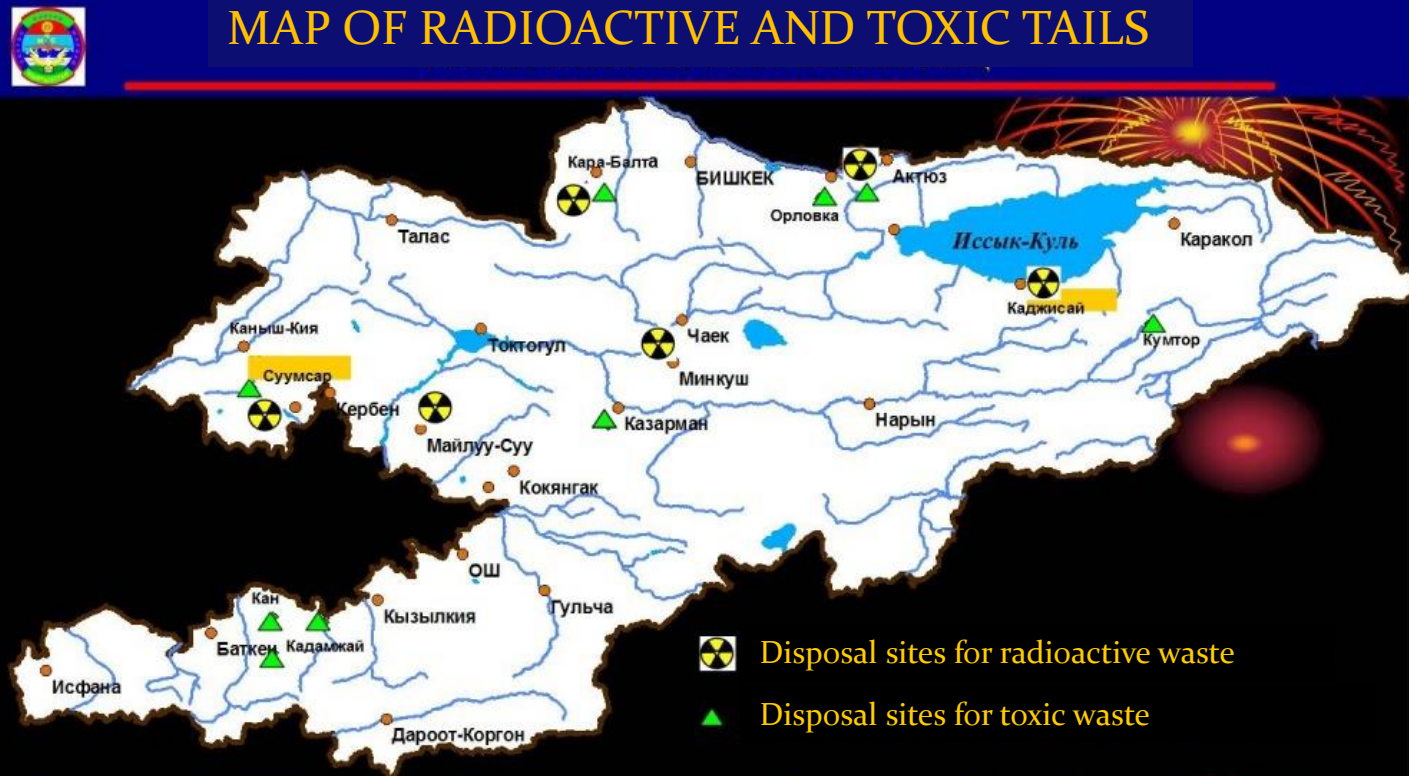 MAP OF RADIOACTIVE AND TOXIC TAILS
Кара-Балта
БИШКЕК
Актюз
Орловка
Талас
Иссык-Куль
Каракол
Каджисай
Каныш-Кия
Токтогул
Чаек
Кумтор
Суумсар
Минкуш
Кербен
Казарман
Нарын
Майлуу-Суу
Кокянгак
ОШ
Кан
Кызылкия
Гульча
Баткен
Кадамжай
Исфана
Дароот-Коргон
Disposal sites for radioactive waste
Disposal sites for toxic waste